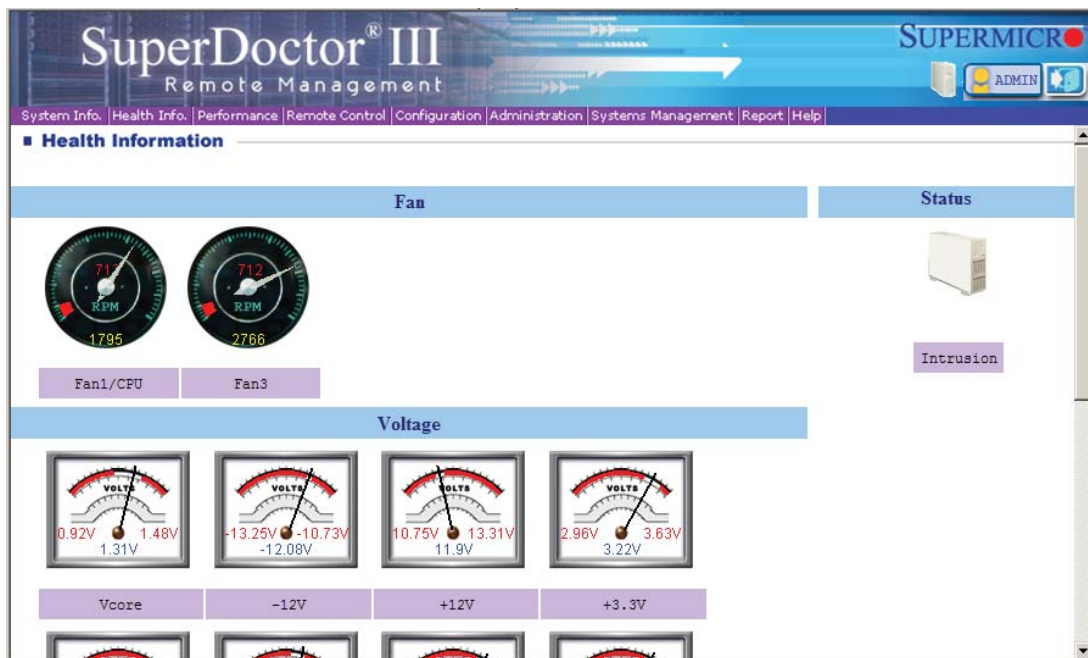 SuperDoctor® III
Remote Management
SUPERMICR
ADMIN
System Info. Health Info. Performance Remote Control Configuration Administration Systems Management Report Help
Health Information
Fan
Status
712
RPM
RPM
1795
2766
Intrusion
Fan1/CPU
Fan3
Voltage
VOLTS
VOLTS
VOLTS
VOLTS
0.92V 1.48V
-13.25V -10.73V
10.75V 13.31V
2.96V 3.63V
1.31V
-12.08V
11.9V
3.22V
Vcore
-12V
+12V
+3.3V